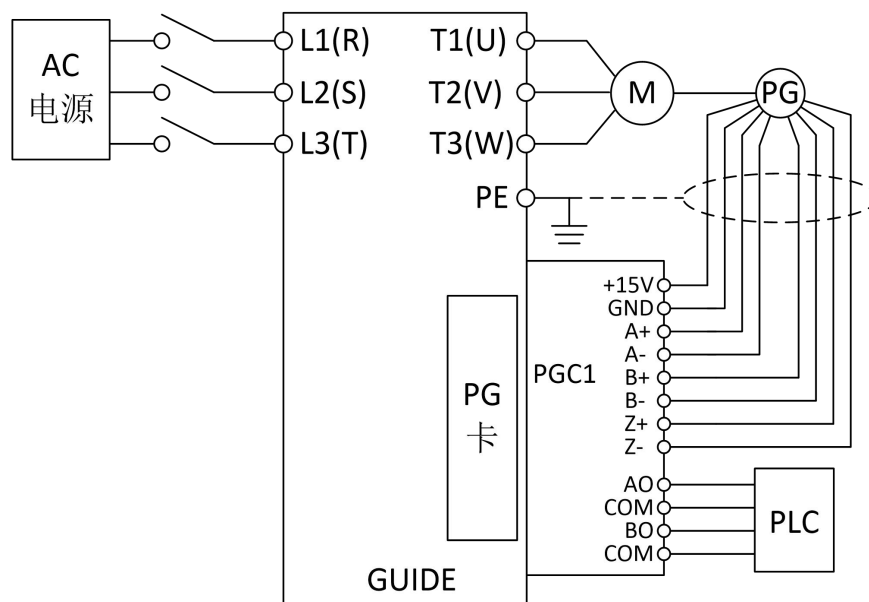 AC
电源
L1(R)
L2(S)
L3(T)
T1(U)
T2(V)
T3(W)
PE
M
PG
PG
卡
PGC1
+15V
GND
A+
A-
B+
B-
Z+
Z-
AO
COM
BO
COM
PLC
GUIDE